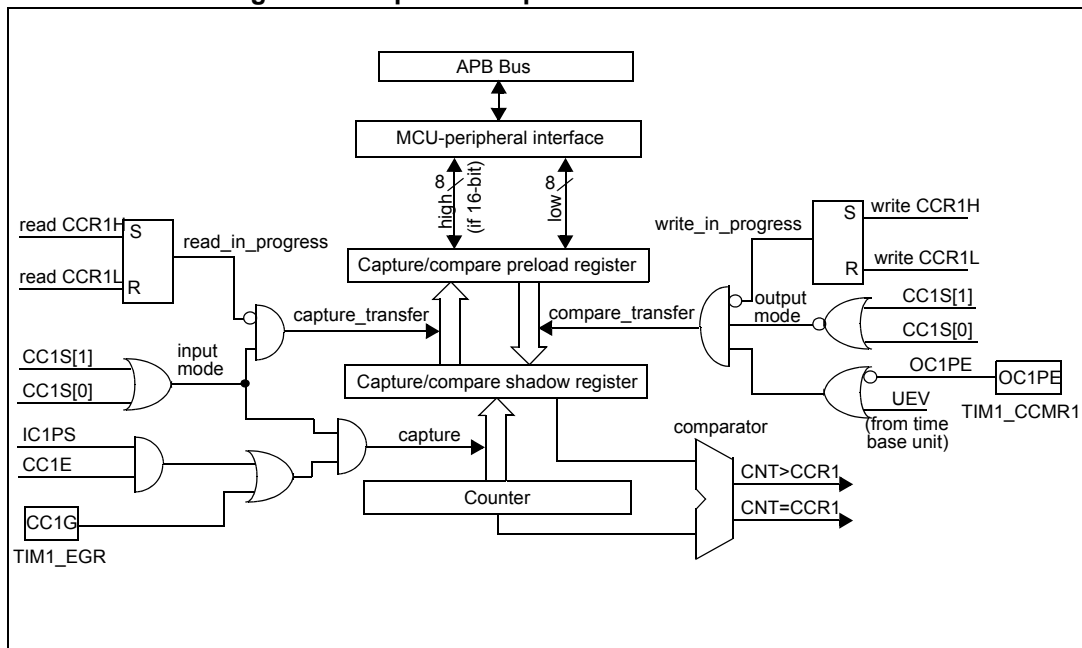 APB Bus
MCU-peripheral interface
8
high
(if 16-bit)
8
low
read CCR1H
S
read_in_progress
read CCR1L
R
write_in_progress
S
write CCR1H
R
write CCR1L
Capture/compare preload register
capture_transfer
compare_transfer
output
mode
CC1S[1]
CC1S[0]
CC1S[1]
CC1S[0]
input
mode
Capture/compare shadow register
OC1PE
OC1PE
UEV
TIM1_CCMR1
(from time
base unit)
IC1PS
CC1E
capture
comparator
Counter
CNT>CCR1
CNT=CCR1
CC1G
TIM1_EGR